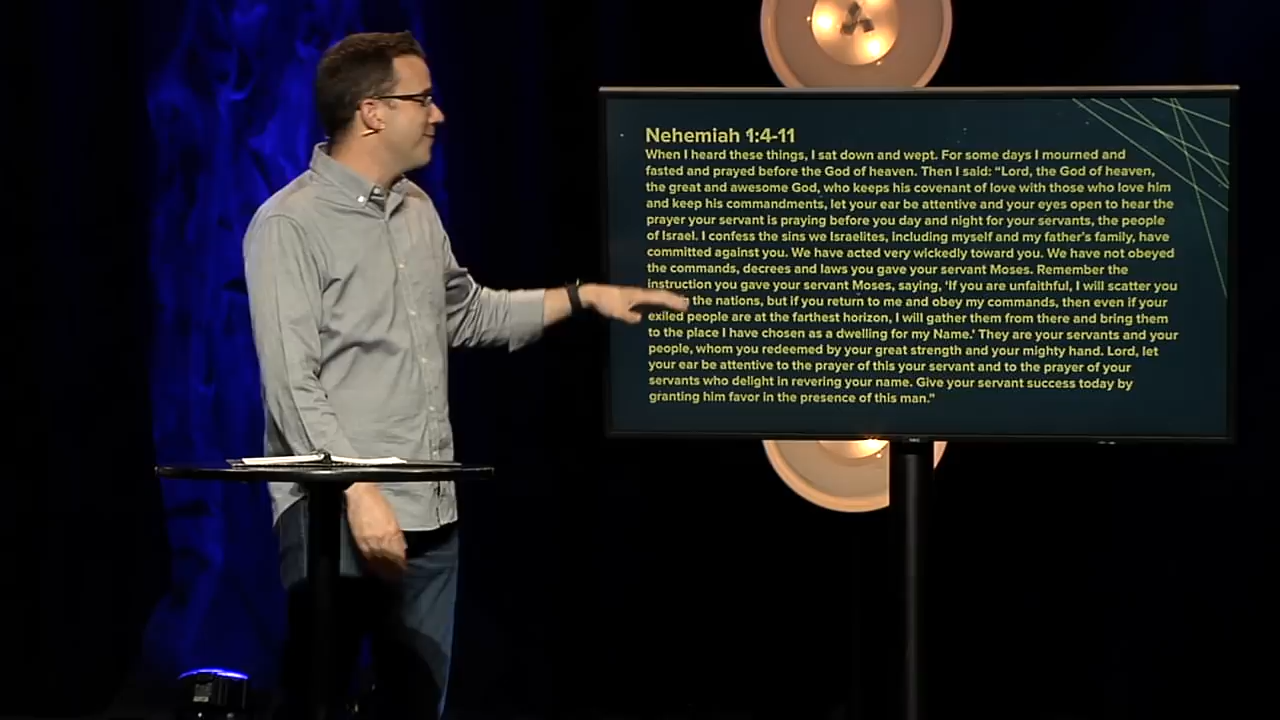 Nehemiah 1:4-11
When I heard these things, I sat down and wept. For some days I mourned and
fasted and prayed before the God of heaven. Then I said: “Lord, the God of heaven,
the great and awesome God, who keeps his covenant of love with those who love him
and keep his commandments, let your ear be attentive and your eyes open to hear the
prayer your servant is praying before you day and night for your servants, the people
of Israel. I confess the sins we Israelites, including myself and my father’s family, have
committed against you. We have acted very wickedly toward you. We have not obeyed
the commands, decrees and laws you gave your servant Moses. Remember the
instruction you gave your servant Moses, saying, ‘If you are unfaithful, I will scatter you
the nations, but if you return to me and obey my commands, then even if your
exiled people are at the farthest horizon, I will gather them from there and bring them
to the place I have chosen as a dwelling for my Name.’ They are your servants and your
people, whom you redeemed by your great strength and your mighty hand. Lord, let
your ear be attentive to the prayer of this your servant and to the prayer of your
servants who delight in revering your name. Give your servant success today by
granting him favor in the presence of this man.”